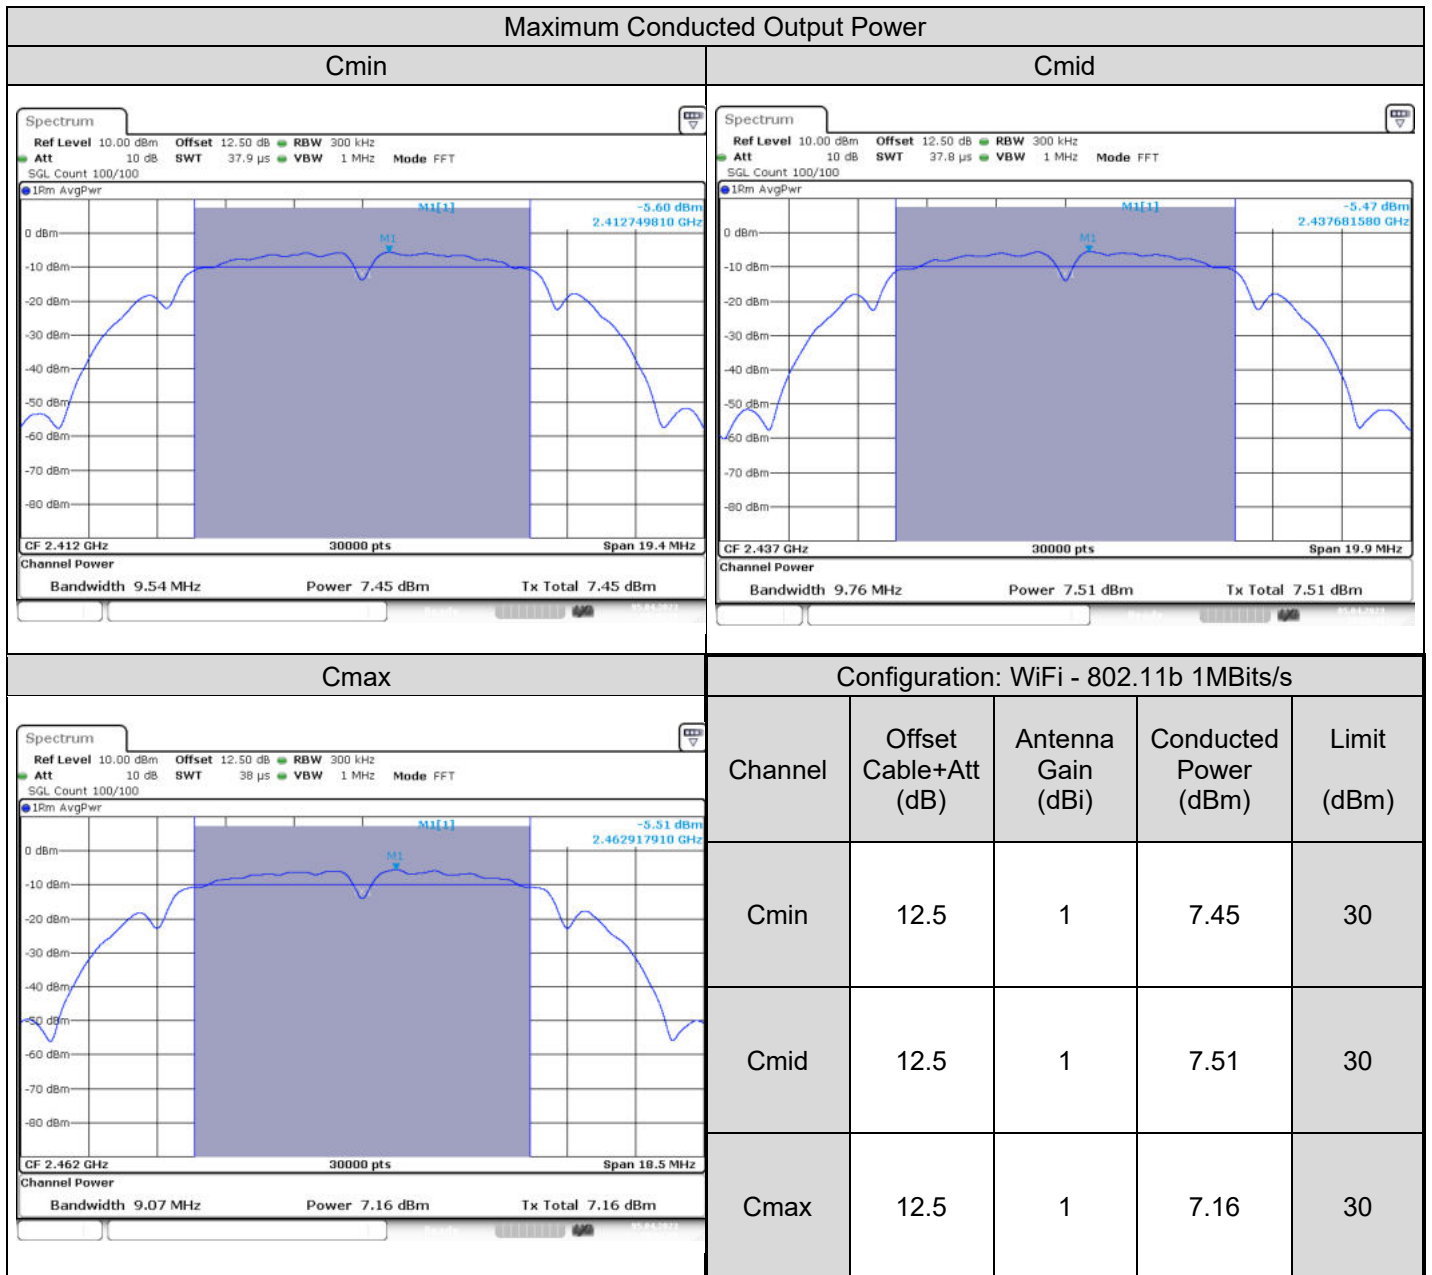 Maximum Conducted Output Power
Cmin
Cmid
Spectrum
Ref Level 10.00 dBm Offset 12.50 dB RBW 300 kHz
Att 10 dB SWT 37.9 µs VBW 1 MHz Mode FFT
SGL Count 100/100
1Rm AvgPwr
M1[1] -5.60 dBm
2.412749810 GHz
M1
0 dBm
-10 dBm
-20 dBm
-30 dBm
-40 dBm
-50 dBm
-60 dBm
-70 dBm
-80 dBm
CF 2.412 GHz 30000 pts Span 19.4 MHz
Channel Power
Bandwidth 9.54 MHz Power 7.45 dBm Tx Total 7.45 dBm
Spectrum
Ref Level 10.00 dBm Offset 12.50 dB RBW 300 kHz
Att 10 dB SWT 37.8 µs VBW 1 MHz Mode FFT
SGL Count 100/100
1Rm AvgPwr
M1[1] -5.47 dBm
2.437681580 GHz
M1
0 dBm
-10 dBm
-20 dBm
-30 dBm
-40 dBm
-50 dBm
-60 dBm
-70 dBm
-80 dBm
CF 2.437 GHz 30000 pts Span 19.9 MHz
Channel Power
Bandwidth 9.76 MHz Power 7.51 dBm Tx Total 7.51 dBm
Cmax
Spectrum
Ref Level 10.00 dBm Offset 12.50 dB RBW 300 kHz
Att 10 dB SWT 38 µs VBW 1 MHz Mode FFT
SGL Count 100/100
1Rm AvgPwr
M1[1] -5.51 dBm
2.462917910 GHz
M1
0 dBm
-10 dBm
-20 dBm
-30 dBm
-40 dBm
-50 dBm
-60 dBm
-70 dBm
-80 dBm
CF 2.462 GHz 30000 pts Span 18.5 MHz
Channel Power
Bandwidth 9.07 MHz Power 7.16 dBm Tx Total 7.16 dBm
Configuration: WiFi - 802.11b 1MBits/s
Channel
Offset
Cable+Att
(dB)
Antenna
Gain
(dBi)
Conducted
Power
(dBm)
Limit
(dBm)
Cmin 12.5 1 7.45 30
Cmid 12.5 1 7.51 30
Cmax 12.5 1 7.16 30